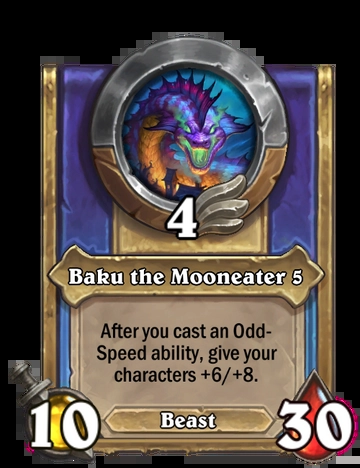 4
Baku the Mooneater 5
After you cast an Odd-
Speed ability, give your
characters +6/+8.
10
Beast
30